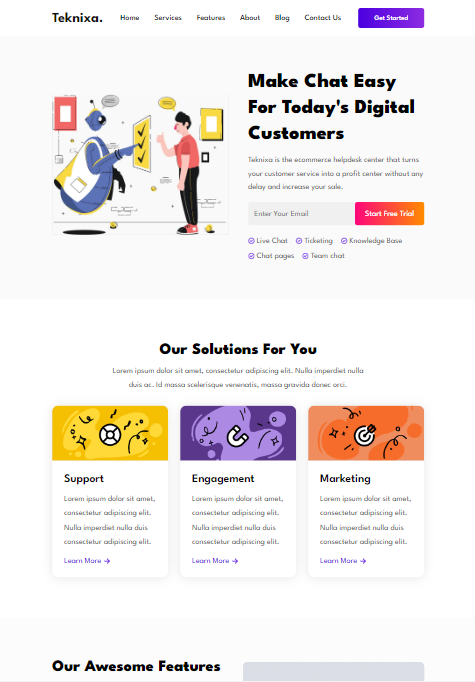 Teknixa. Home Services Features About Blog Contact Us Get Started
Make Chat Easy
For Today's Digital
Customers
Teknixa is the ecommerce helpdesk center that turns
your customer service into a profit center without any
delay and increase your sale.
Enter Your Email Start Free Trial
Live Chat Ticketing Knowledge Base
Chat pages Team chat
Our Solutions For You
Lorem ipsum dolor sit amet, consectetur adipiscing elit. Nulla imperdiet nulla
duis ac. Id massa scelerisque venenatis, massa gravida donec orci.
Support
Lorem ipsum dolor sit amet,
consectetur adipiscing elit.
Nulla imperdiet nulla duis
consectetur adipiscing elit.
Learn More →
Engagement
Lorem ipsum dolor sit amet,
consectetur adipiscing elit.
Nulla imperdiet nulla duis
consectetur adipiscing elit.
Learn More →
Marketing
Lorem ipsum dolor sit amet,
consectetur adipiscing elit.
Nulla imperdiet nulla duis
consectetur adipiscing elit.
Learn More →
Our Awesome Features